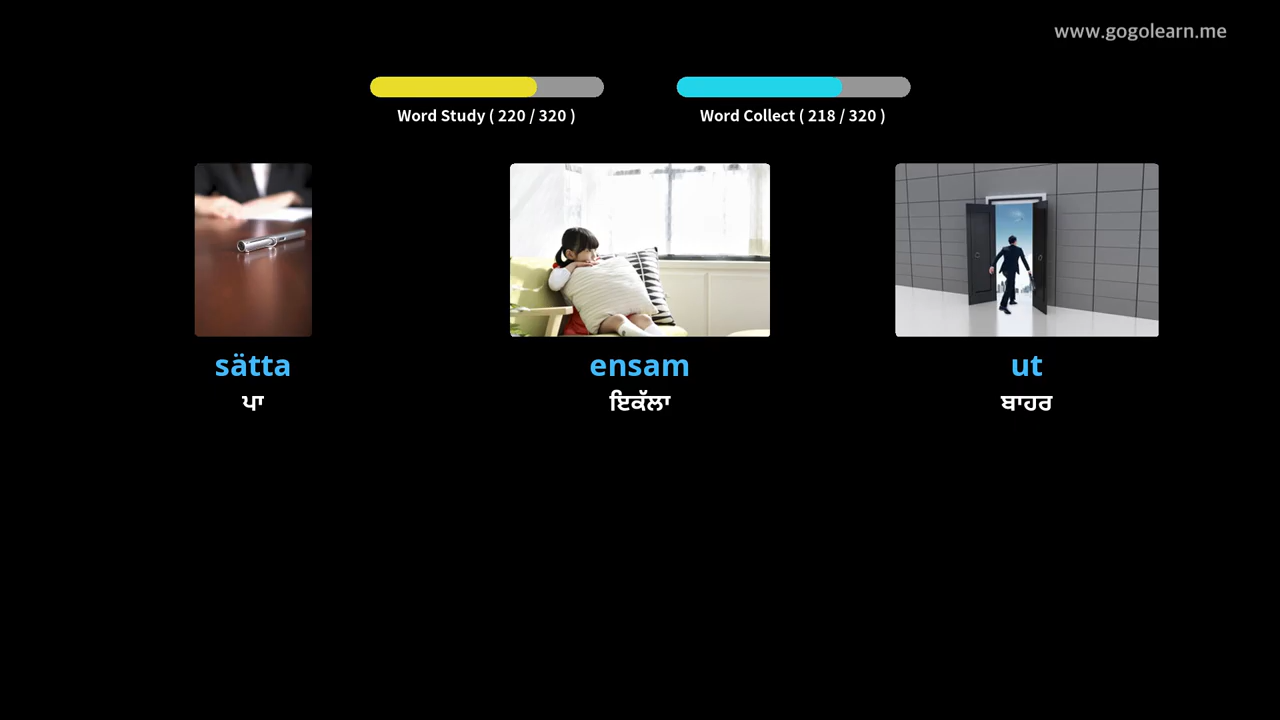 www.gogolearn.me
Word Study ( 220 / 320 )
Word Collect ( 218 / 320 )
sätta
ਪਾ
ensam
ਇਕੱਲਾ
ut
ਬਾਹਰ